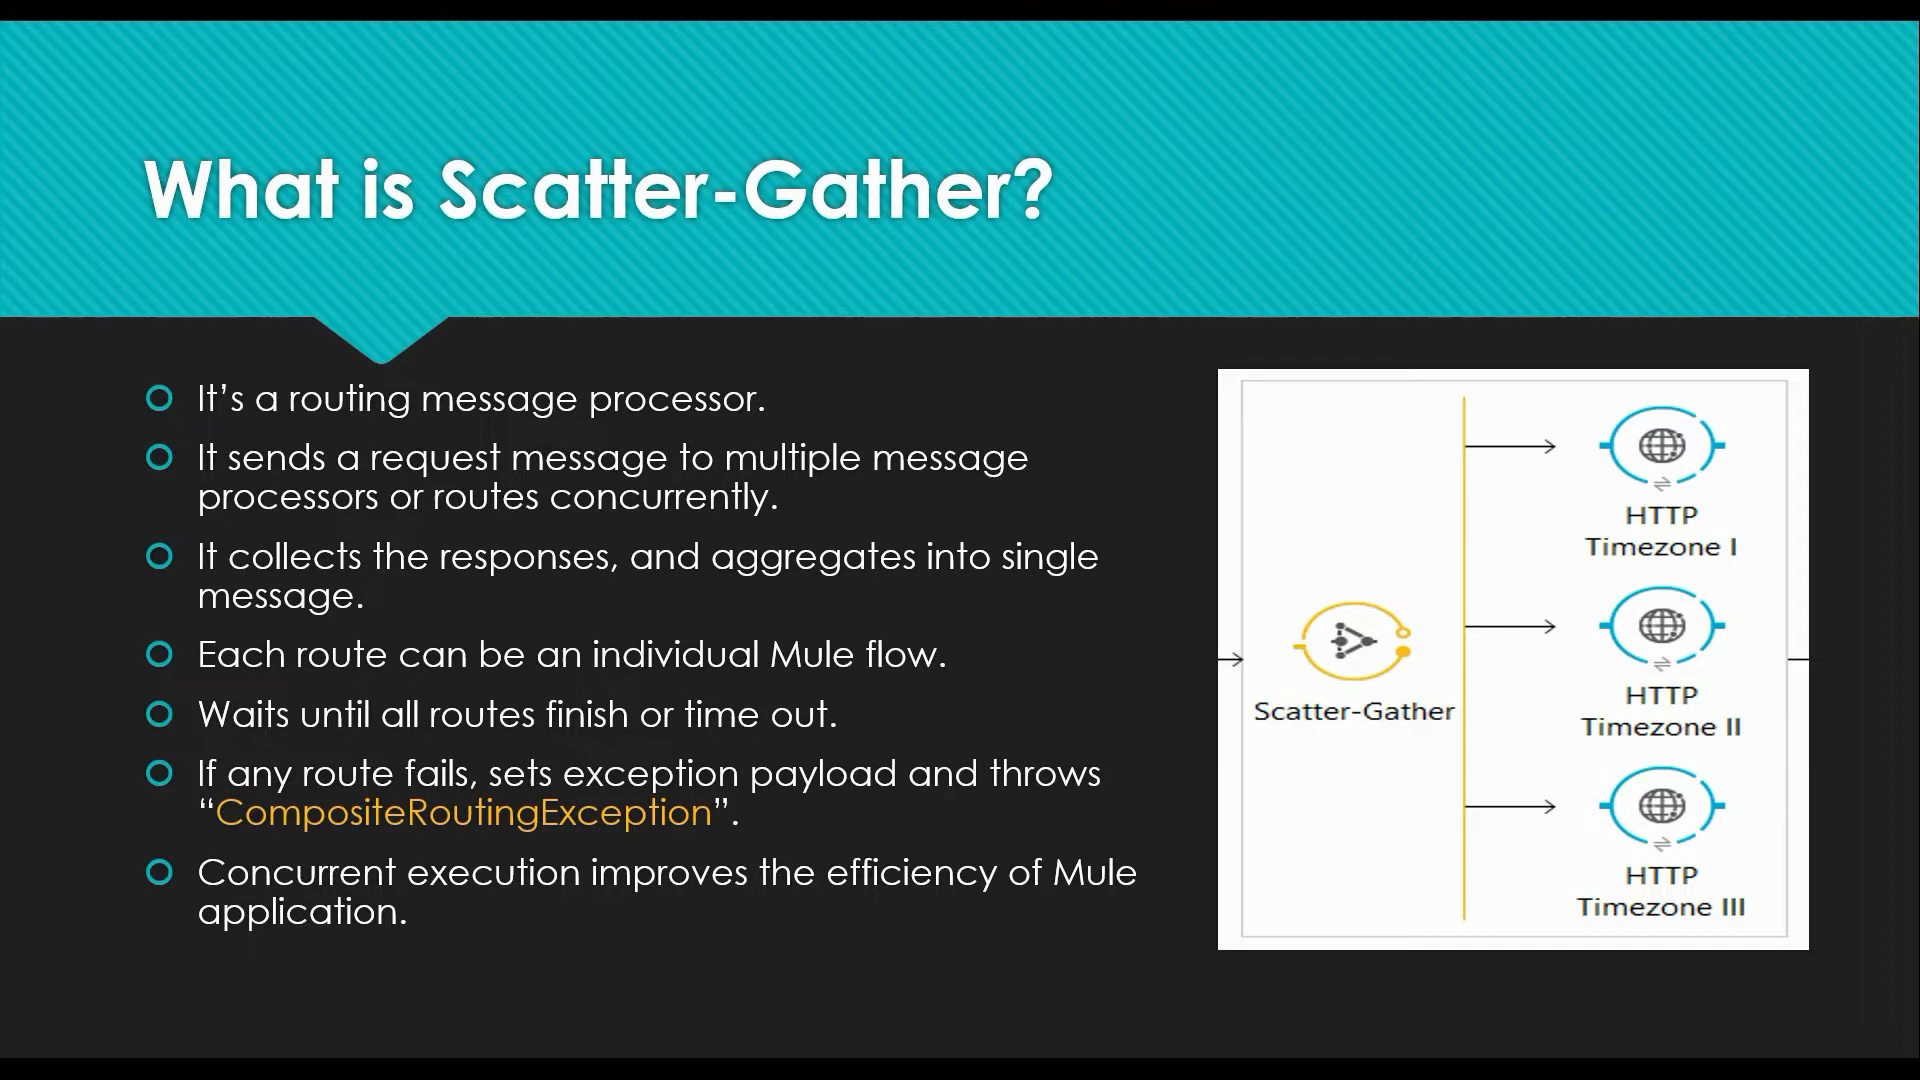 What is Scatter-Gather?
It’s a routing message processor.
It sends a request message to multiple message
processors or routes concurrently.
It collects the responses, and aggregates into single
message.
Each route can be an individual Mule flow.
Waits until all routes finish or time out.
If any route fails, sets exception payload and throws
“CompositeRoutingException”.
Concurrent execution improves the efficiency of Mule
application.
Scatter-Gather
HTTP
Timezone I
HTTP
Timezone II
HTTP
Timezone III